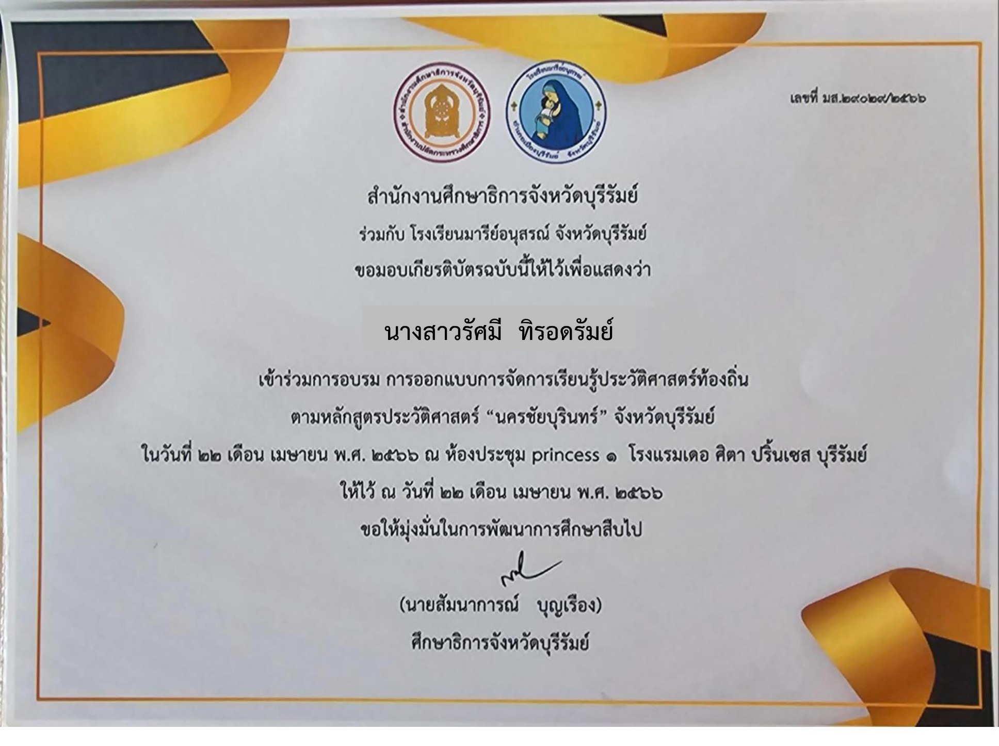 สำนักงานศึกษาธิการจังหวัดบุรีรัมย์
สำนักงานปลัดกระทรวงศึกษาธิการ
โรงเรียนมารีย์อนุสรณ์
อำเภอเมืองบุรีรัมย์ จังหวัดบุรีรัมย์
เลขที่ มส.๒๙๐๒๙/๒๕๖๖
สำนักงานศึกษาธิการจังหวัดบุรีรัมย์
ร่วมกับ โรงเรียนมารีย์อนุสรณ์ จังหวัดบุรีรัมย์
ขอมอบเกียรติบัตรฉบับนี้ให้ไว้เพื่อแสดงว่า
นางสาวรัศมี ทิรอดรัมย์
เข้าร่วมการอบรม การออกแบบการจัดการเรียนรู้ประวัติศาสตร์ท้องถิ่น
ตามหลักสูตรประวัติศาสตร์ “นครชัยบุรินทร์” จังหวัดบุรีรัมย์
ในวันที่ ๒๒ เดือน เมษายน พ.ศ. ๒๕๖๖ ณ ห้องประชุม princess ๑ โรงแรมเดอ ศิตา ปริ้นเซส บุรีรัมย์
ให้ไว้ ณ วันที่ ๒๒ เดือน เมษายน พ.ศ. ๒๕๖๖
ขอให้มุ่งมั่นในการพัฒนาการศึกษาสืบไป
(นายสัมนาการณ์ บุญเรือง)
ศึกษาธิการจังหวัดบุรีรัมย์